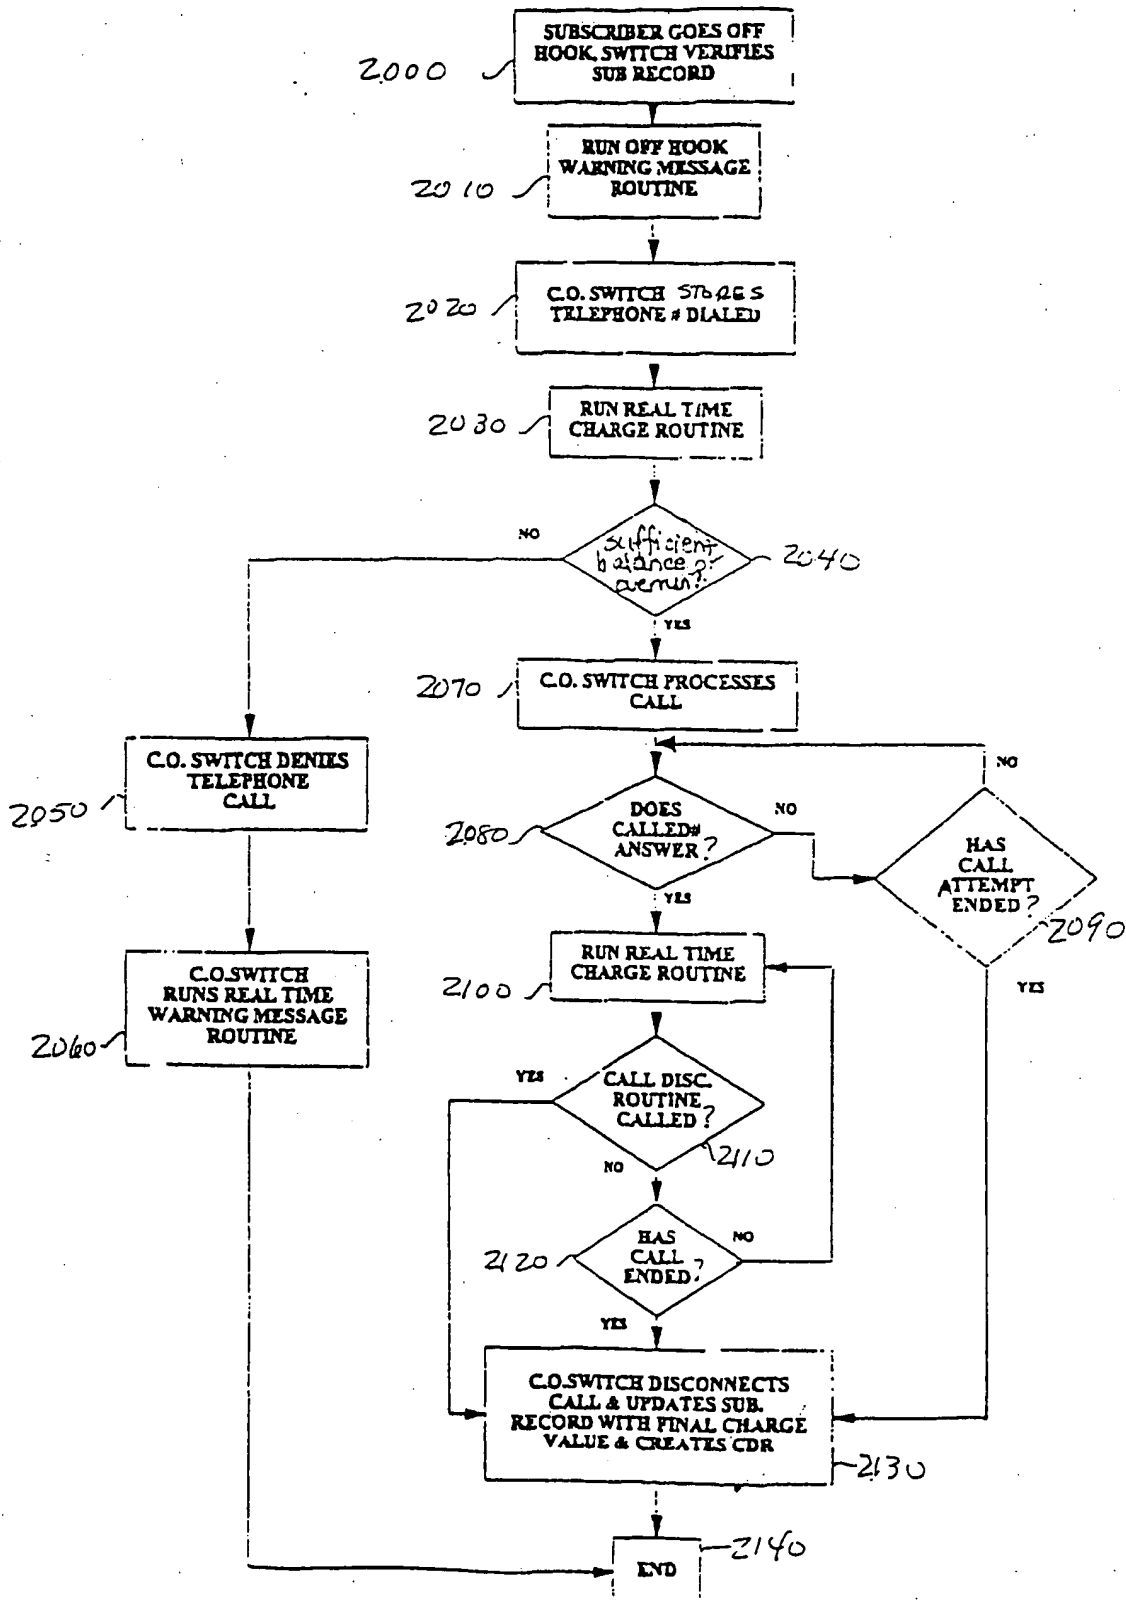 SUBSCRIBER GOES OFF
HOOK, SWITCH VERIFIES
SUB RECORD
2000
RUN OFF HOOK
WARNING MESSAGE
ROUTINE
2010
C.O. SWITCH STORES
TELEPHONE # DIALED
2020
RUN REAL TIME
CHARGE ROUTINE
2030
NO
sufficient
balance or
overrun?
2040
YES
C.O. SWITCH PROCESSES
CALL
2070
C.O. SWITCH DENIES
TELEPHONE
CALL
2050
DOES
CALLED#
ANSWER?
2080
NO
YES
NO
HAS
CALL
ATTEMPT
ENDED?
2090
YES
C.O.SWITCH
RUNS REAL TIME
WARNING MESSAGE
ROUTINE
2060
RUN REAL TIME
CHARGE ROUTINE
2100
YES
CALL DISC.
ROUTINE
CALLED?
2110
NO
HAS
CALL
ENDED?
2120
NO
YES
C.O.SWITCH DISCONNECTS
CALL & UPDATES SUB.
RECORD WITH FINAL CHARGE
VALUE & CREATES CDR
2130
END
2140